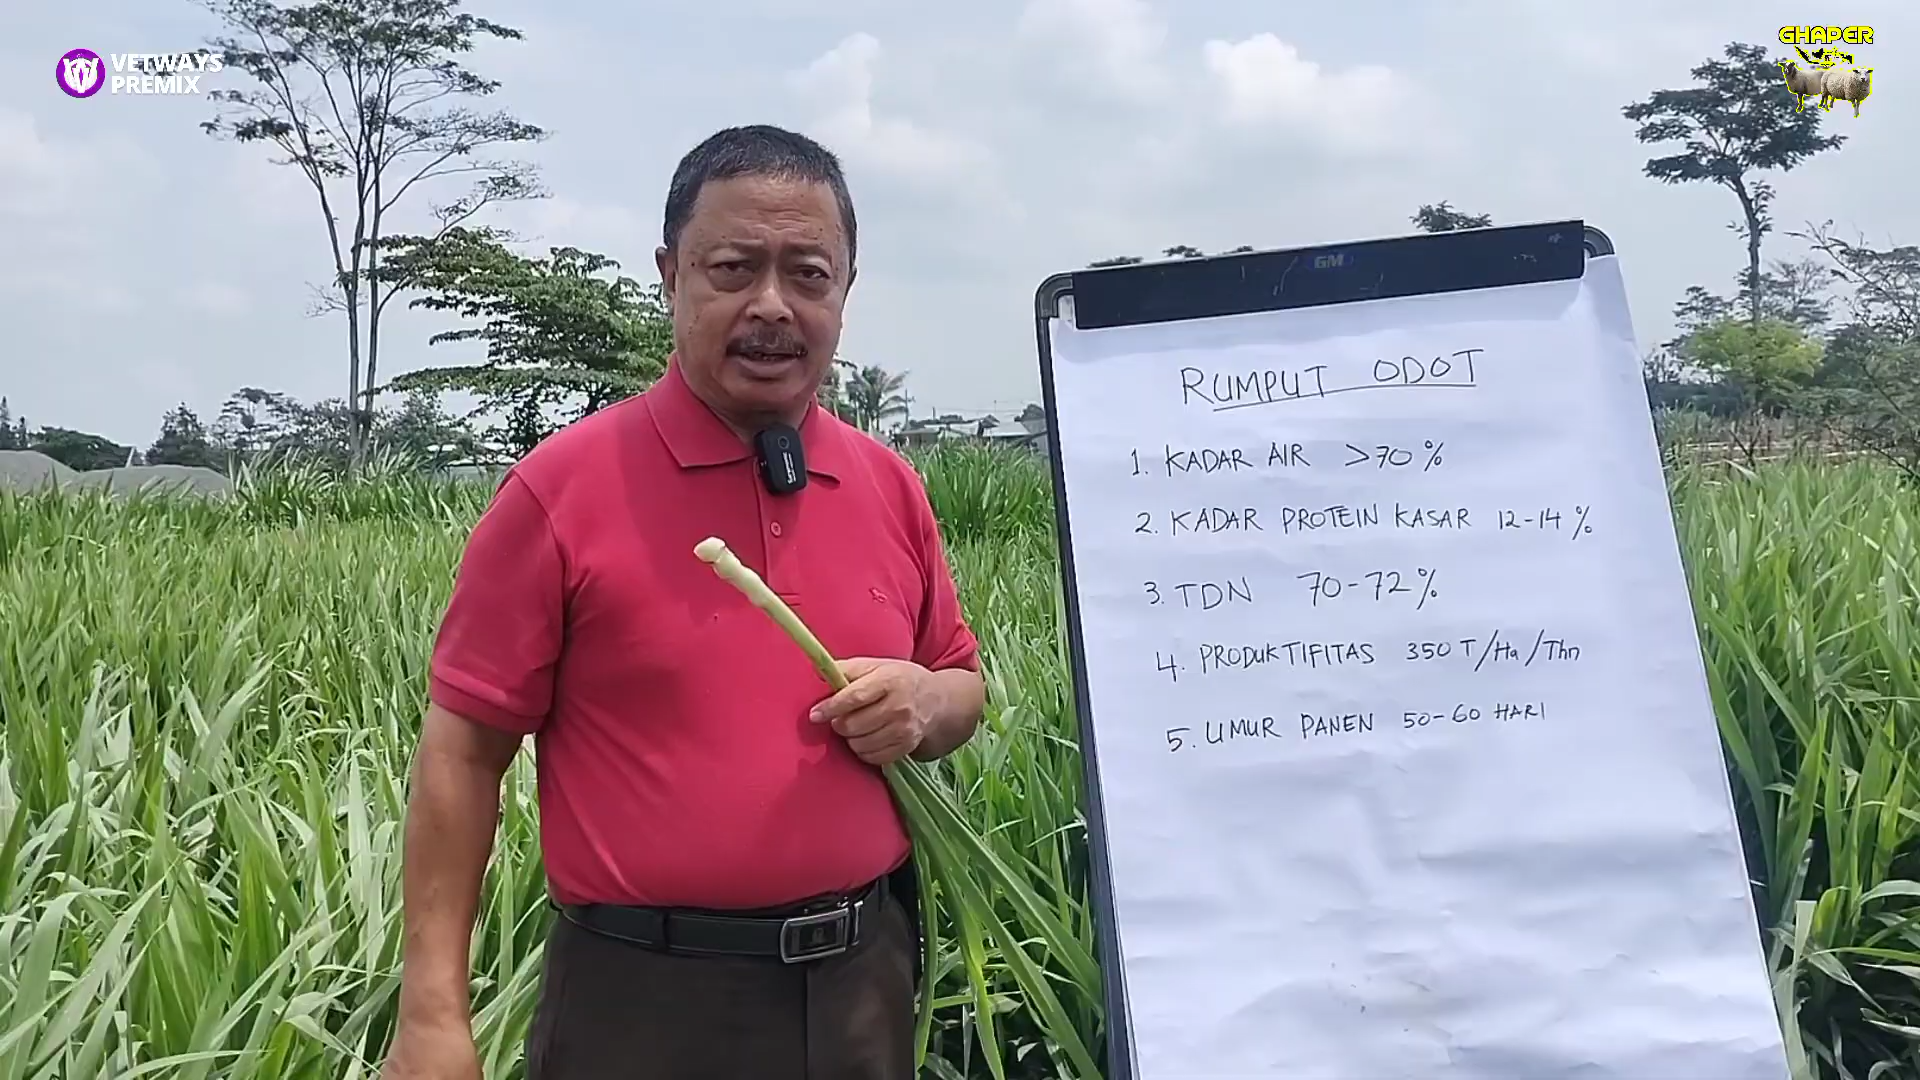 VETWAYS
PREMIX
GHAPER
GM
RUMPUT ODOT
1. KADAR AIR >70%
2. KADAR PROTEIN KASAR 12-14%
3. TDN 70-72%
4. PRODUKTIFITAS 350 T/Ha/Thn
5. UMUR PANEN 50-60 HARI